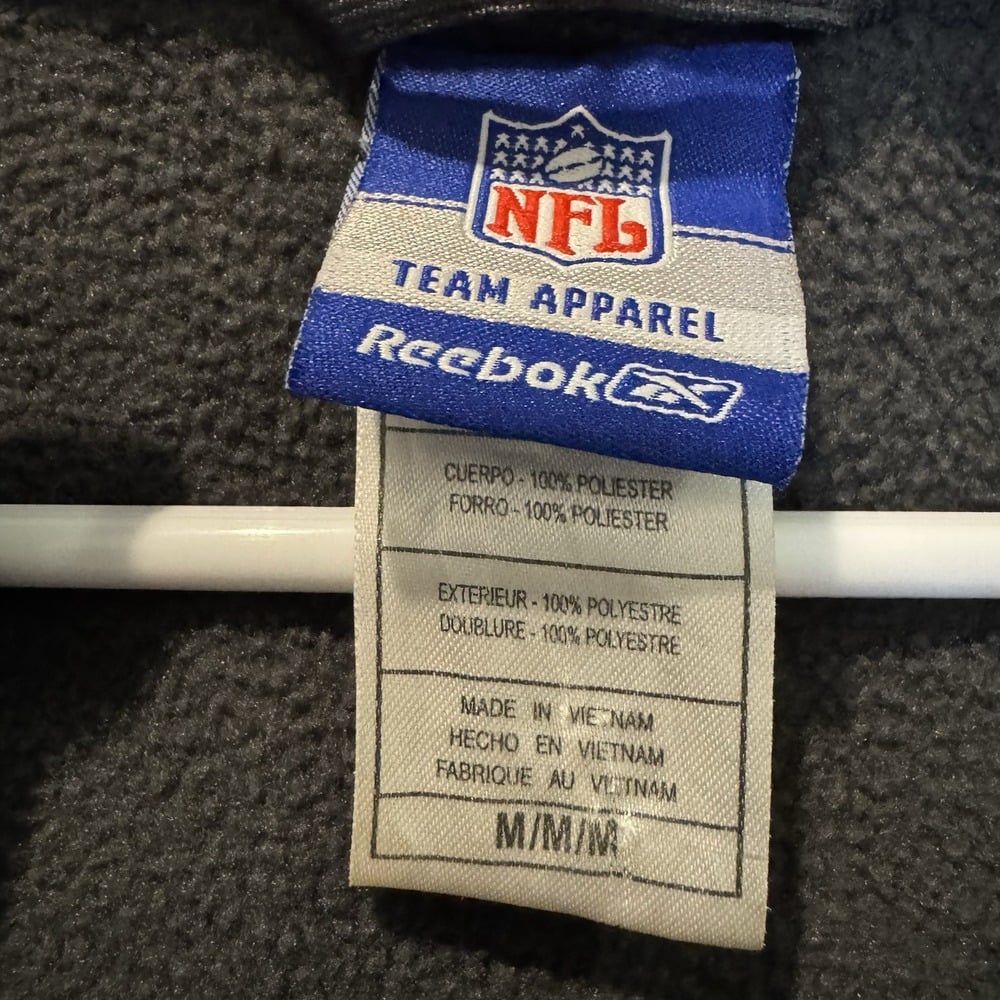 NFL
TEAM APPAREL
Reebok
CUERPO - 100% POLIESTER
FORRO - 100% POLIESTER
EXTERIEUR - 100% POLYESTRE
DOUBLURE - 100% POLYESTRE
MADE IN VIETNAM
HECHO EN VIETNAM
FABRIQUE AU VIETNAM
M/M/M